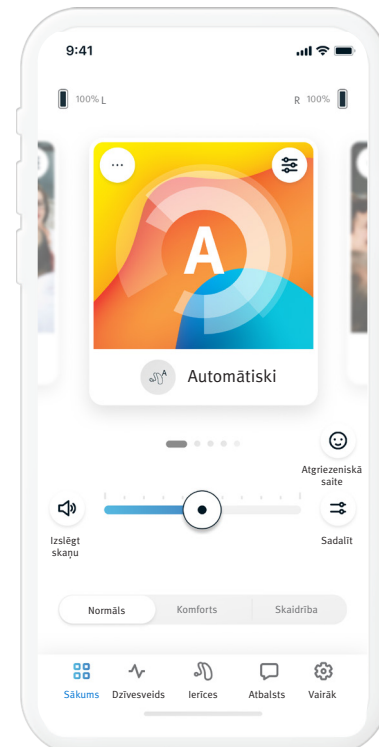 9:41
100% L
R 100%
...
A
A
Automātiski
Atgriezeniskā
saite
Izslēgt
skaņu
Sadalīt
Normāls
Komforts
Skaidrība
Sākums
Dzīvesveids
Ierīces
Atbalsts
Vairāk